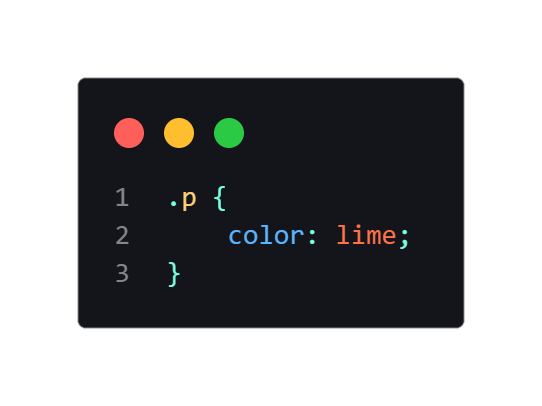 1 .p {
2     color: lime;
3 }